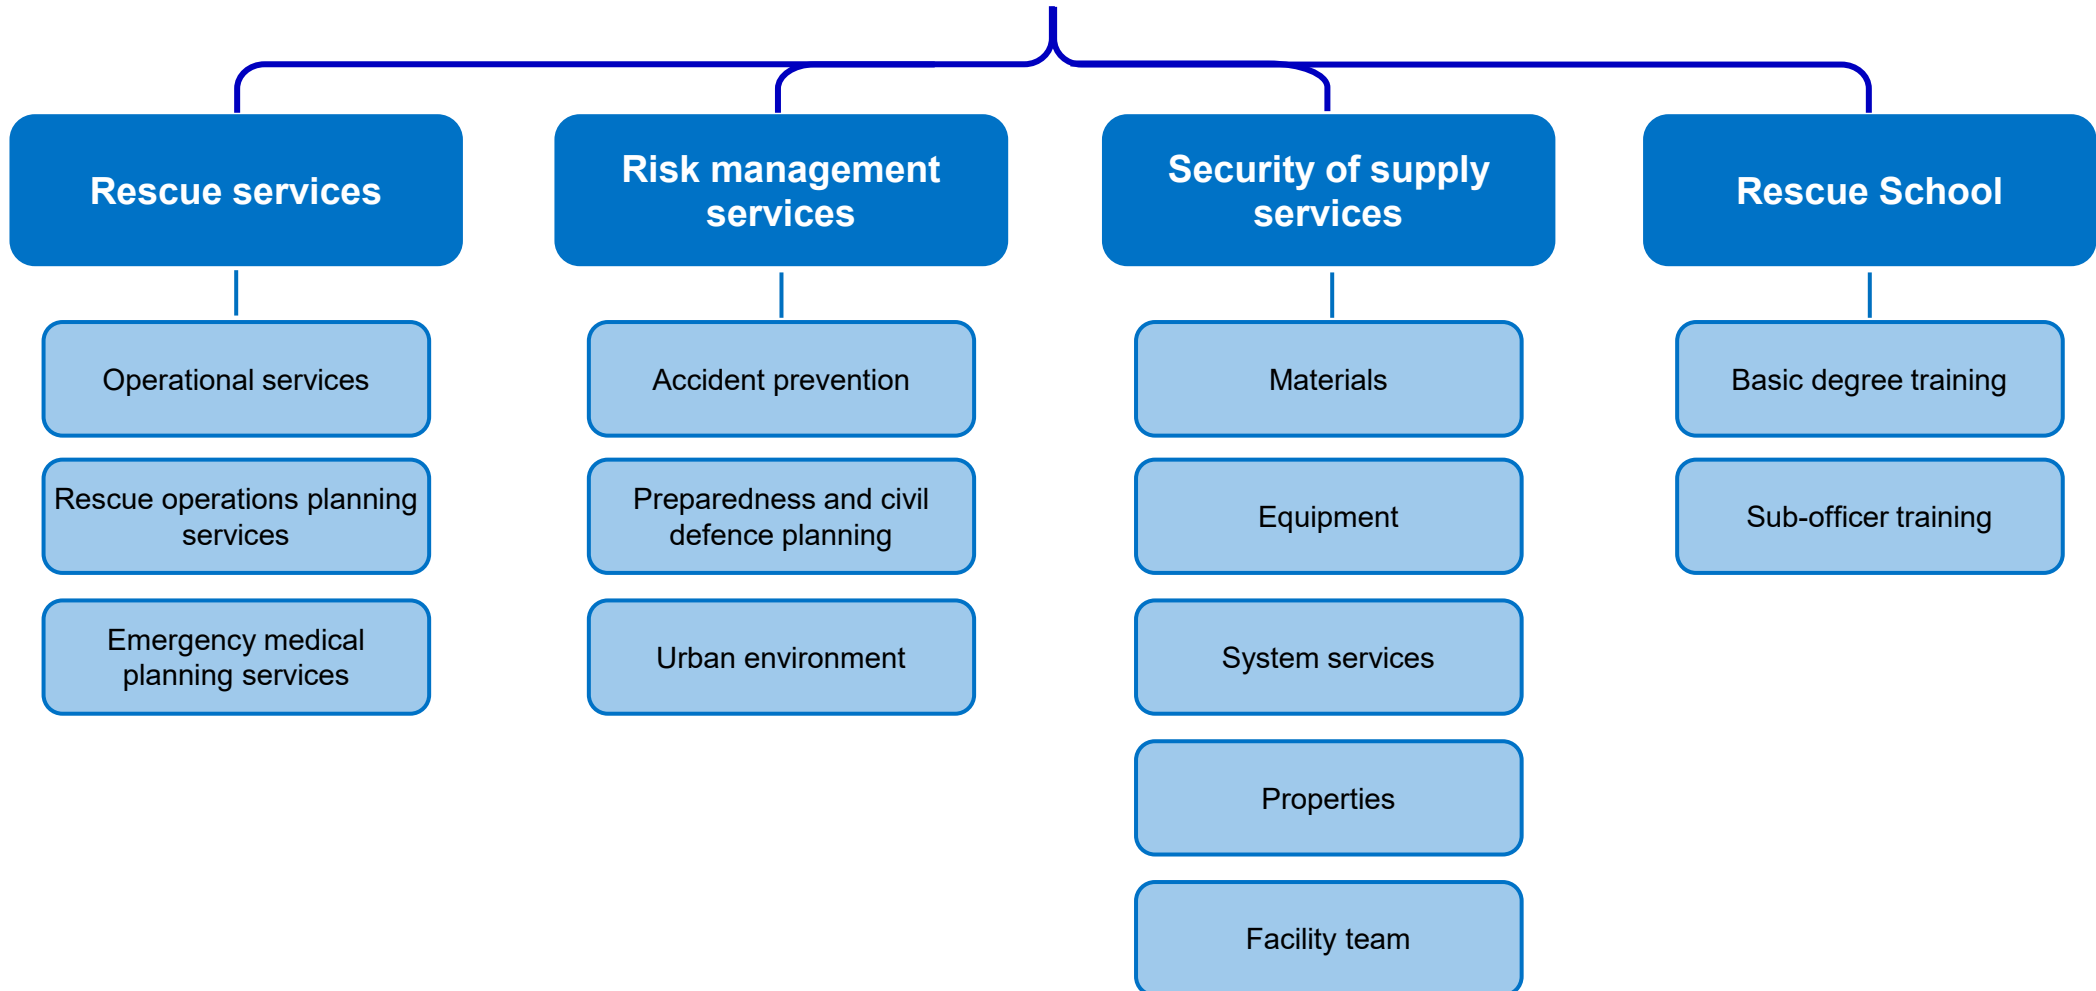 Rescue services
Risk management
services
Security of supply
services
Rescue School
Operational services
Accident prevention
Materials
Basic degree training
Rescue operations planning
services
Preparedness and civil
defence planning
Equipment
Sub-officer training
Emergency medical
planning services
Urban environment
System services
Properties
Facility team